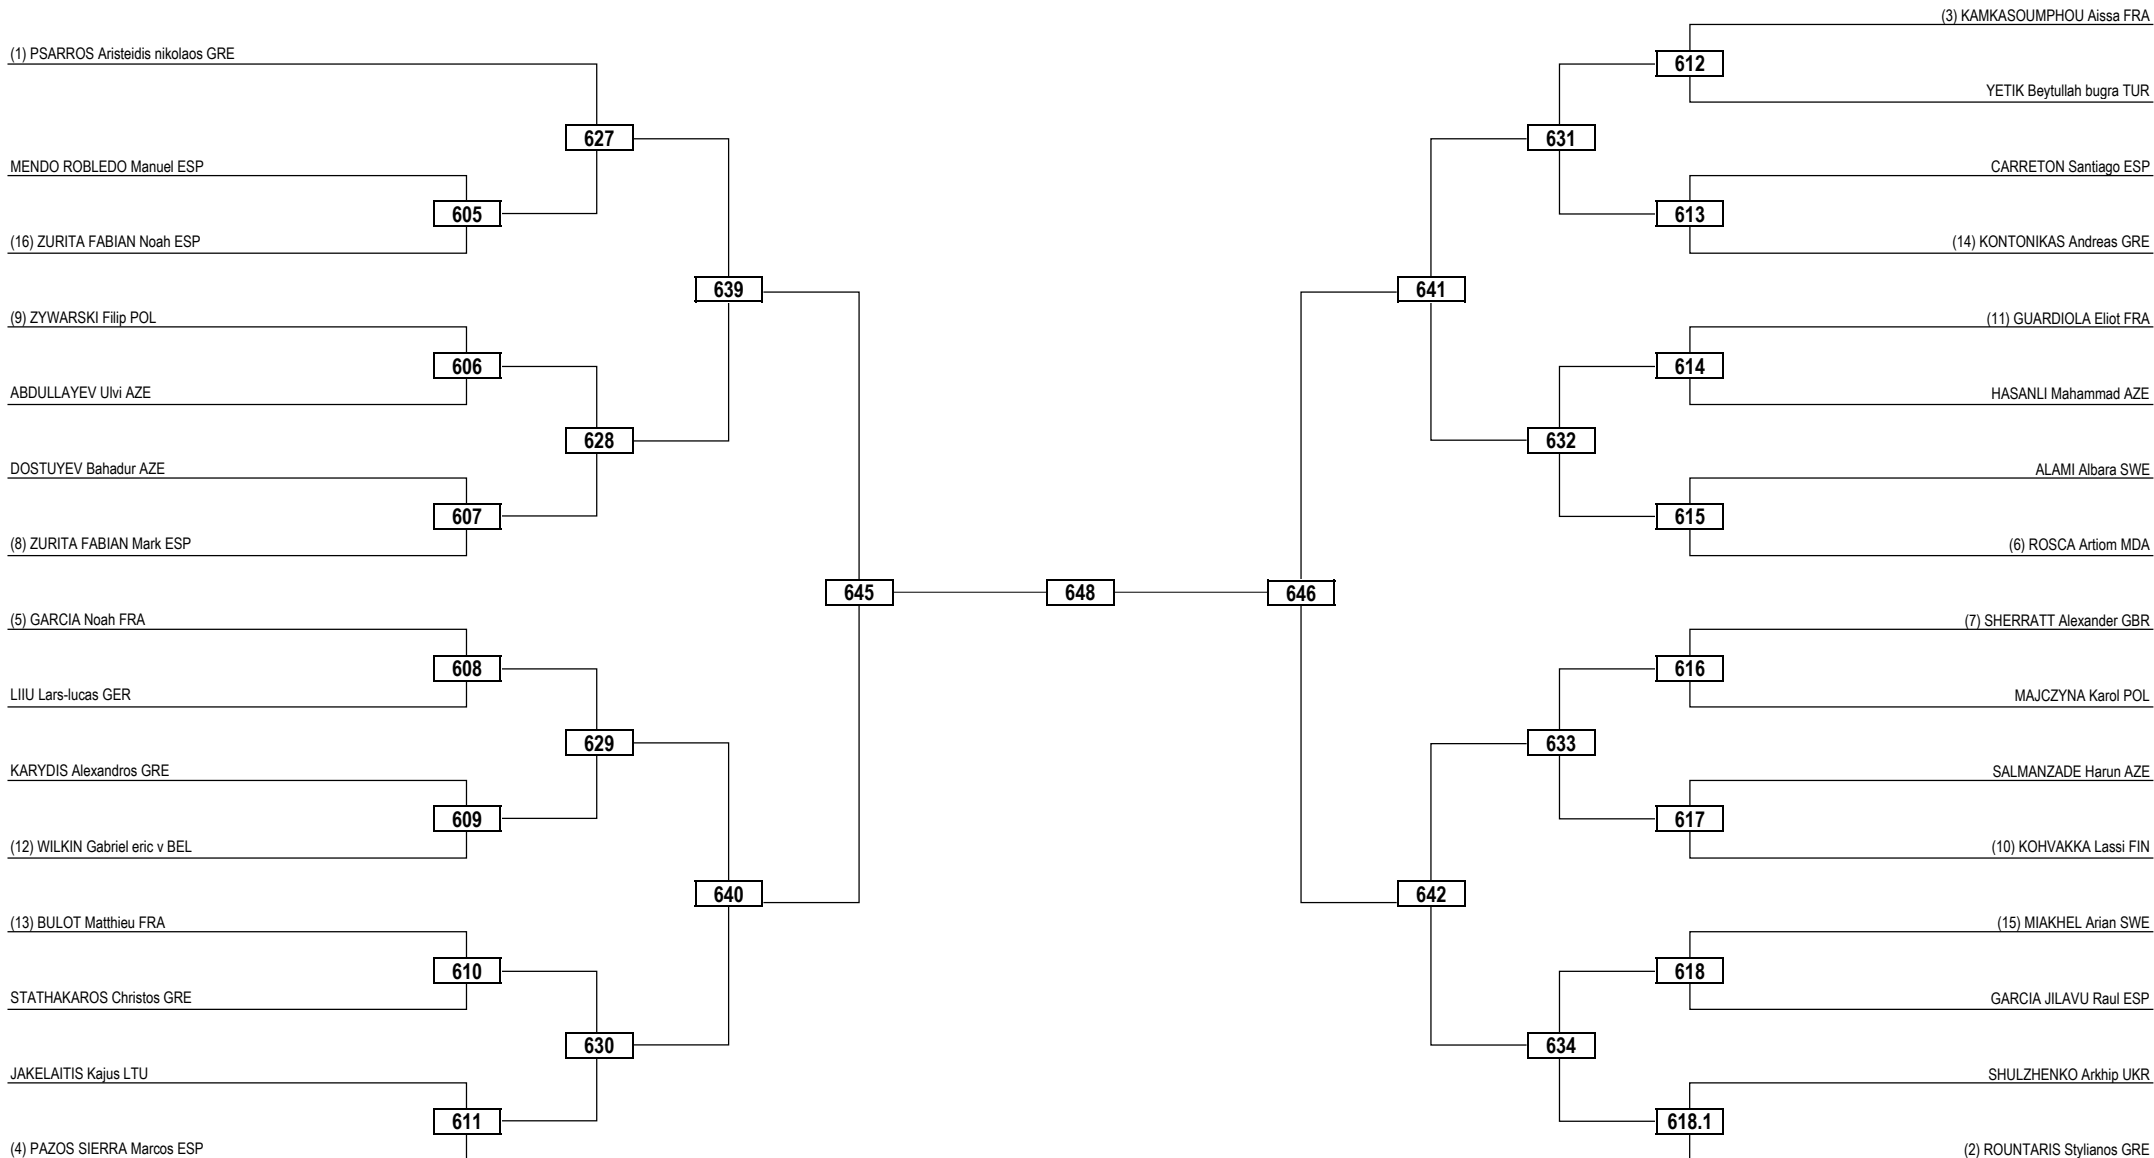 (3) KAMKASOUMPHOU Aissa FRA
(1) PSARROS Aristeidis nikolaos GRE
612
YETIK Beytullah bugra TUR
627
631
MENDO ROBLEDO Manuel ESP
CARRETON Santiago ESP
605
613
(16) ZURITA FABIAN Noah ESP
(14) KONTONIKAS Andreas GRE
639
641
(9) ZYWARSKI Filip POL
(11) GUARDIOLA Eliot FRA
606
614
ABDULLAYEV Ulvi AZE
HASANLI Mahammad AZE
628
632
DOSTUYEV Bahadur AZE
ALAMI Albara SWE
607
615
(8) ZURITA FABIAN Mark ESP
(6) ROSCA Artiom MDA
645
648
646
(5) GARCIA Noah FRA
(7) SHERRATT Alexander GBR
608
616
LIIU Lars-lucas GER
MAJCZYNA Karol POL
629
633
KARYDIS Alexandros GRE
SALMANZADE Harun AZE
609
617
(12) WILKIN Gabriel eric v BEL
(10) KOHVAKKA Lassi FIN
640
642
(13) BULOT Matthieu FRA
(15) MIAKHEL Arian SWE
610
618
STATHAKAROS Christos GRE
GARCIA JILAVU Raul ESP
630
634
JAKELAITIS Kajus LTU
SHULZHENKO Arkhip UKR
611
618.1
(4) PAZOS SIERRA Marcos ESP
(2) ROUNTARIS Stylianos GRE